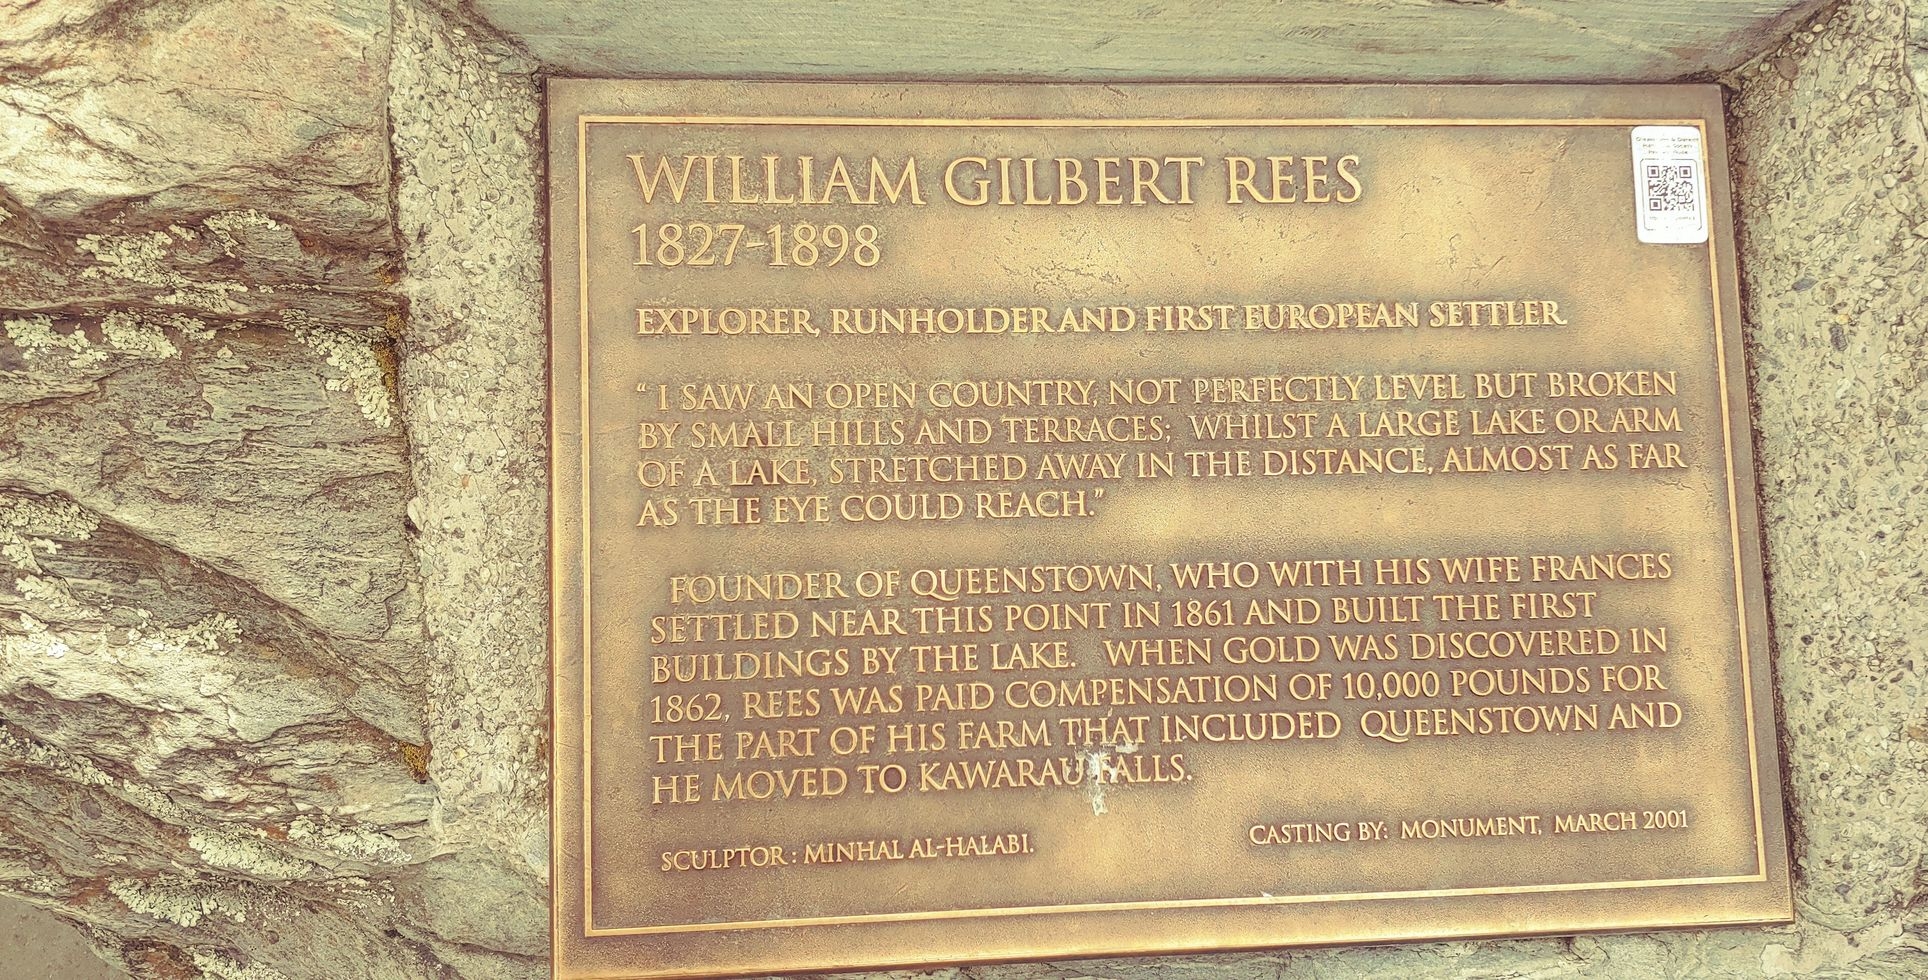 WILLIAM GILBERT REES
1827-1898
EXPLORER, RUNHOLDER AND FIRST EUROPEAN SETTLER.
" I SAW AN OPEN COUNTRY, NOT PERFECTLY LEVEL BUT BROKEN
BY SMALL HILLS AND TERRACES; WHILST A LARGE LAKE OR ARM
OF A LAKE, STRETCHED AWAY IN THE DISTANCE, ALMOST AS FAR
AS THE EYE COULD REACH."
FOUNDER OF QUEENSTOWN, WHO WITH HIS WIFE FRANCES
SETTLED NEAR THIS POINT IN 1861 AND BUILT THE FIRST
BUILDINGS BY THE LAKE. WHEN GOLD WAS DISCOVERED IN
1862, REES WAS PAID COMPENSATION OF 10,000 POUNDS FOR
THE PART OF HIS FARM THAT INCLUDED QUEENSTOWN AND
HE MOVED TO KAWARAU FALLS.
SCULPTOR : MINHAL AL-HALABI.
CASTING BY: MONUMENT, MARCH 2001